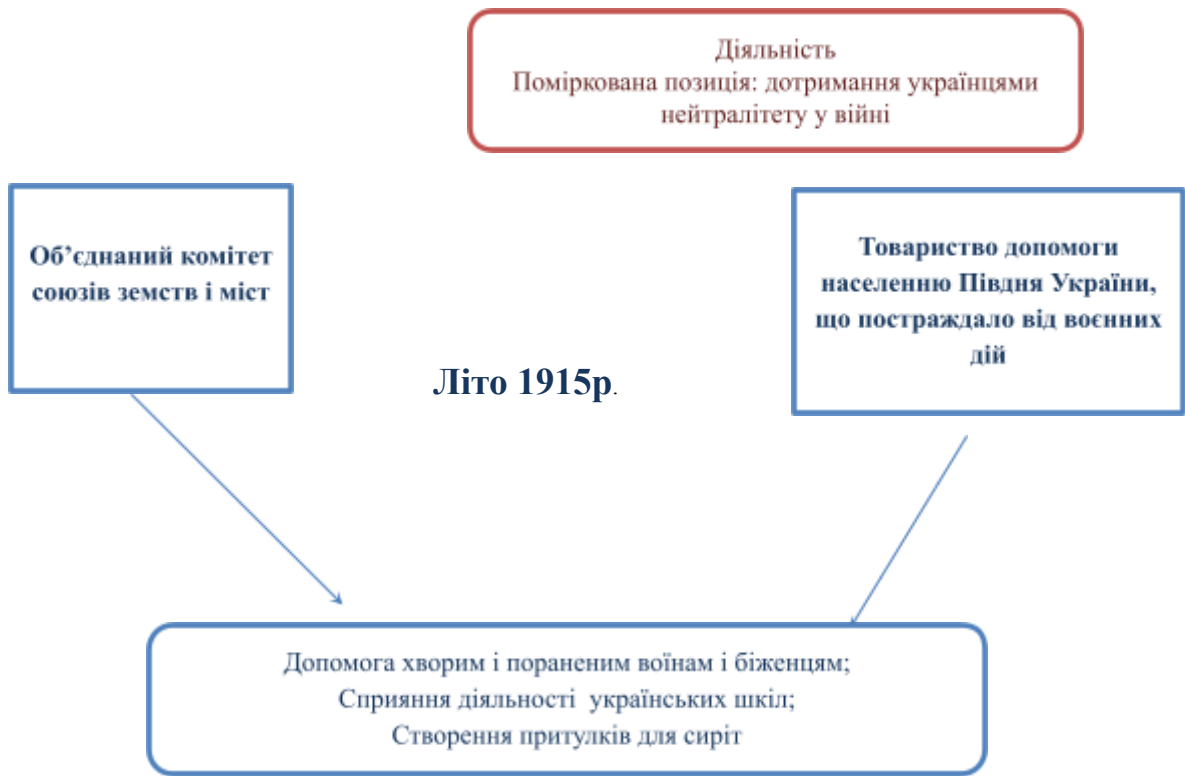 Діяльність
Поміркована позиція: дотримання українцями
нейтралітету у війні
Об’єднаний комітет
союзів земств і міст
Товариство допомоги
населенню Півдня України,
що постраждало від воєнних
дій
Літо 1915р.
Допомога хворим і пораненим воїнам і біженцям;
Сприяння діяльності українських шкіл;
Створення притулків для сиріт